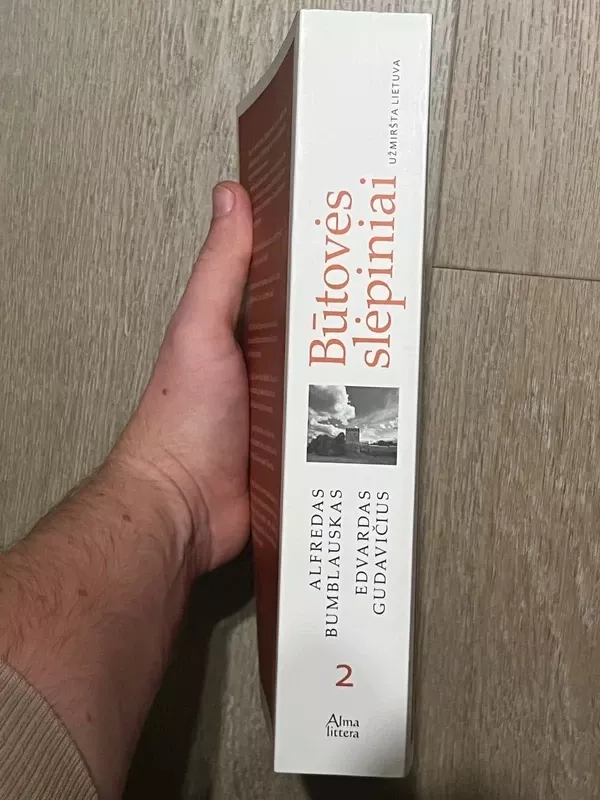 2
ALFREDAS
BUMBLAUSKAS
EDVARDAS
GUDAVIČIUS
Būtovės
slėpiniai
UŽMIRŠTA LIETUVA
Alma
littera